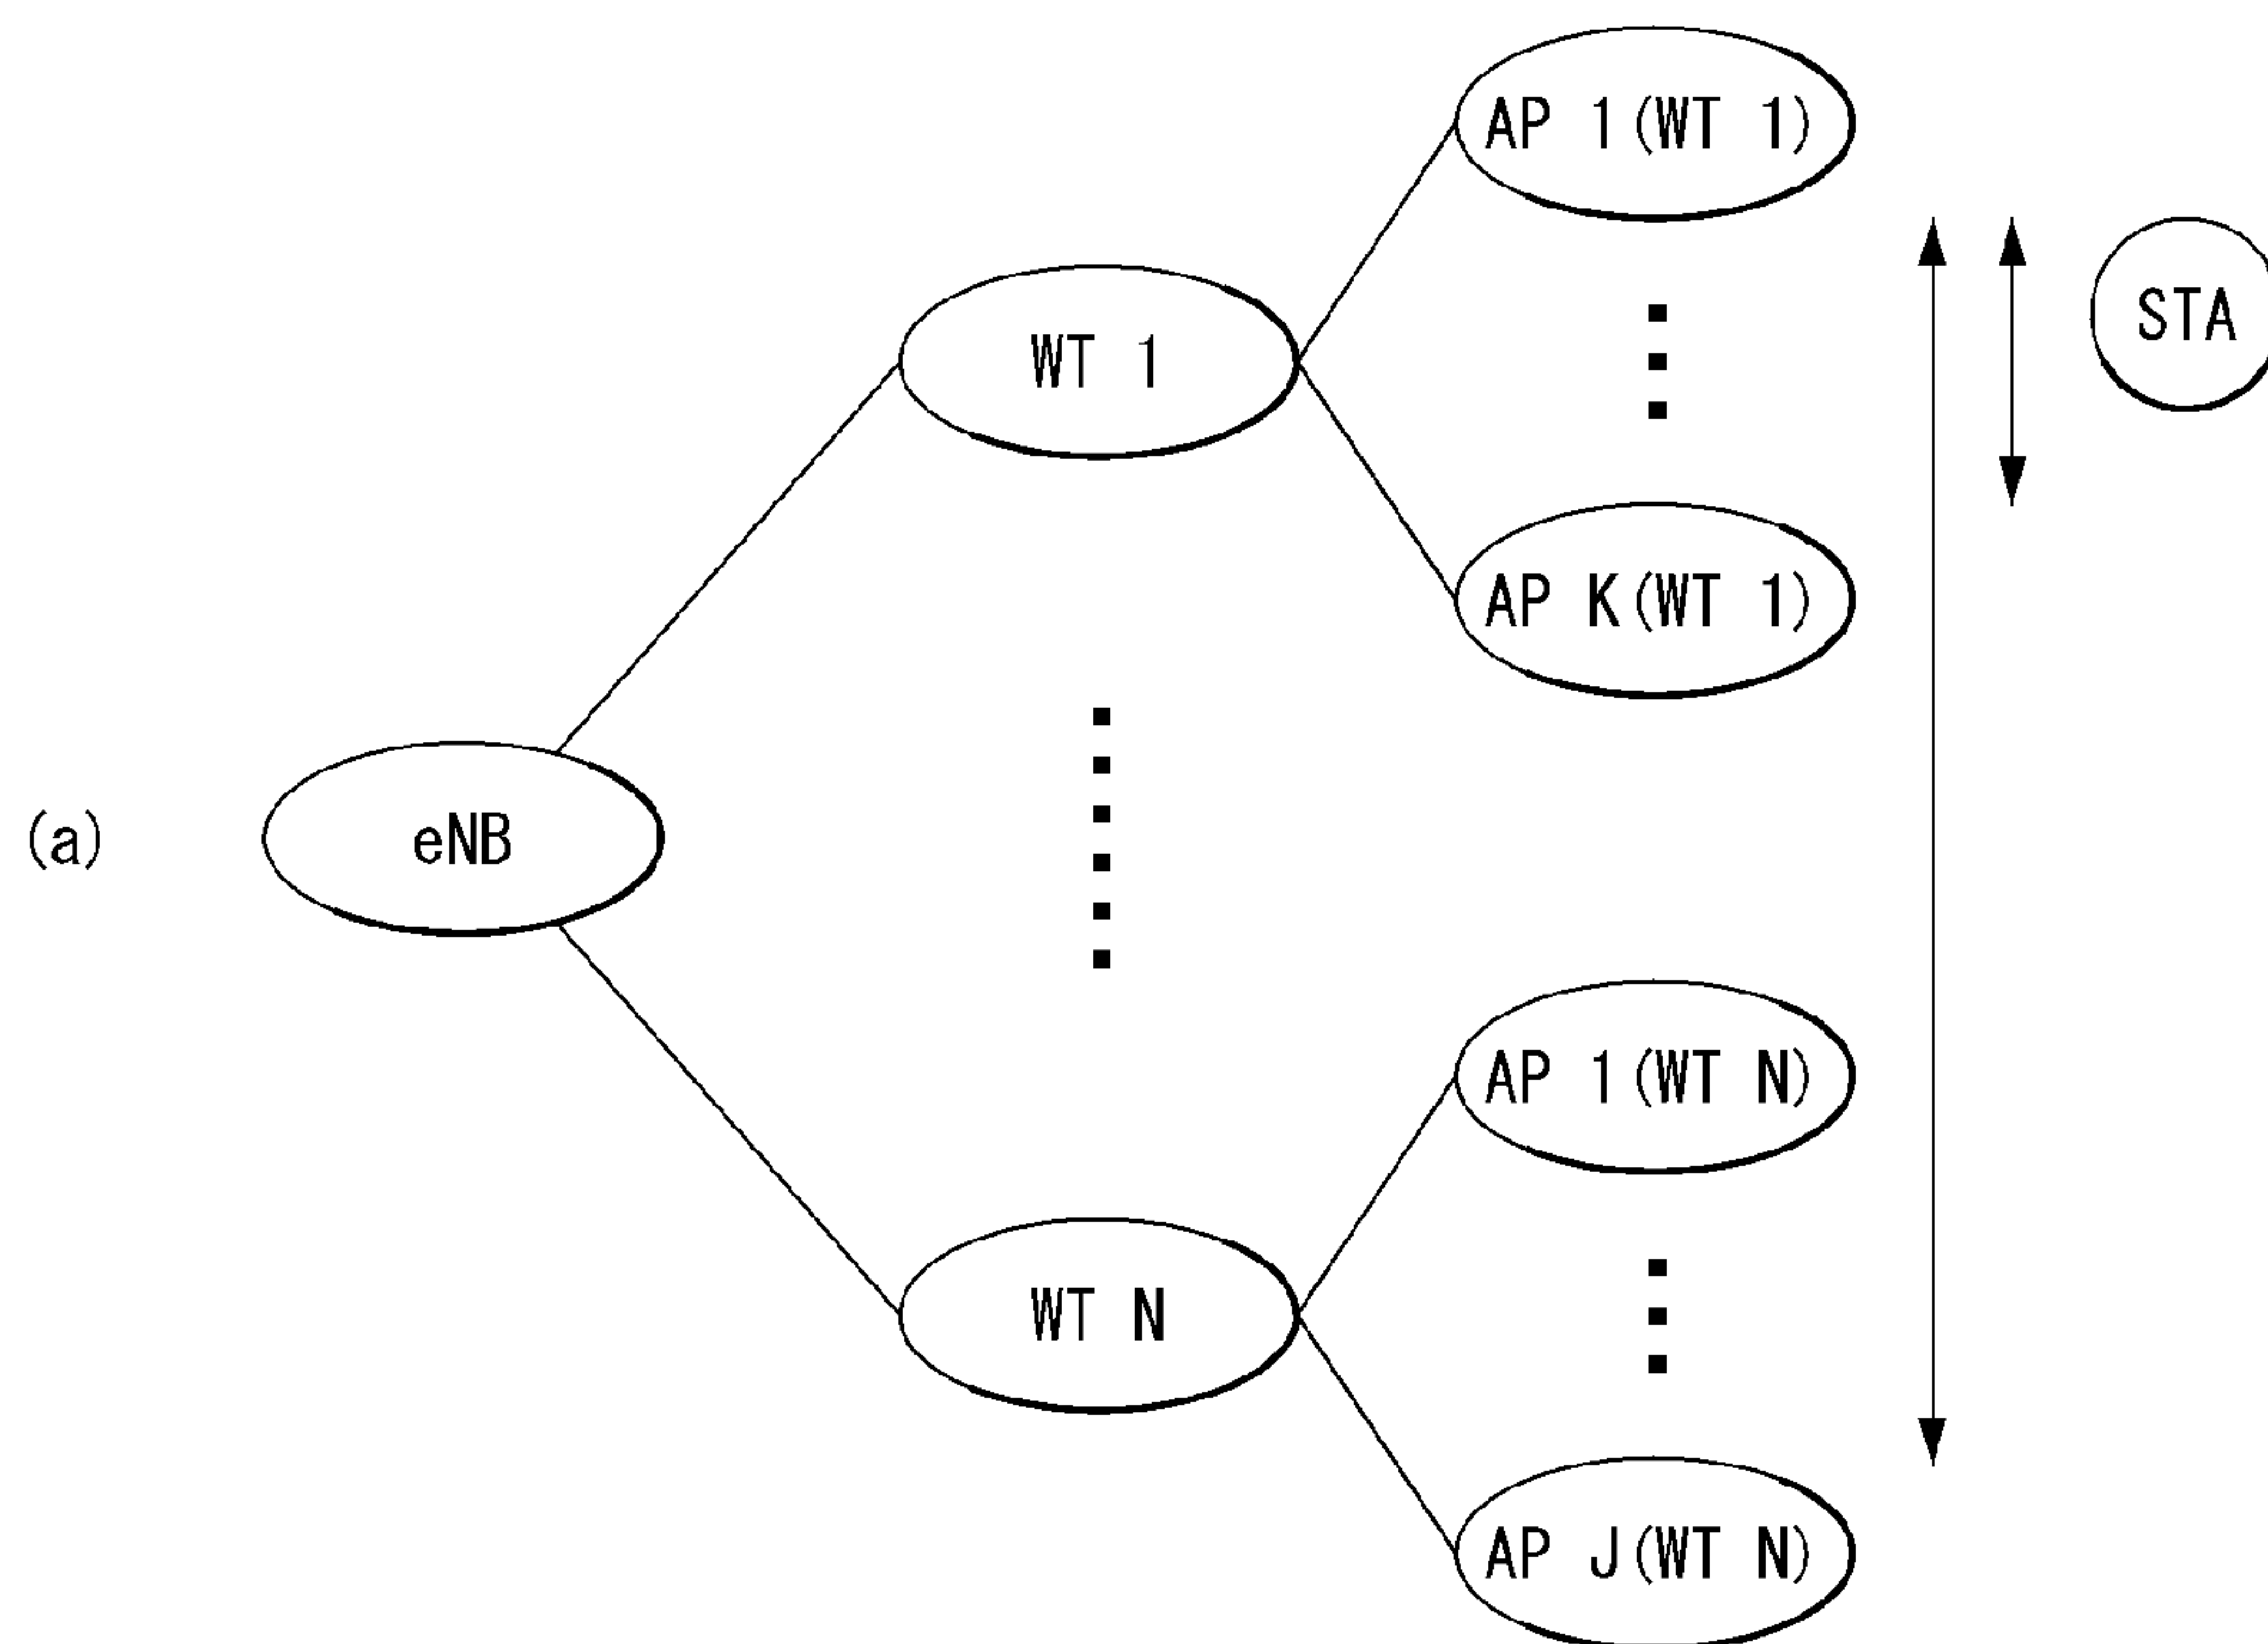 AP 1(WT 1)
STA
WT 1
AP K(WT 1)
(a)
eNB
AP 1(WT N)
WT N
AP J(WT N)